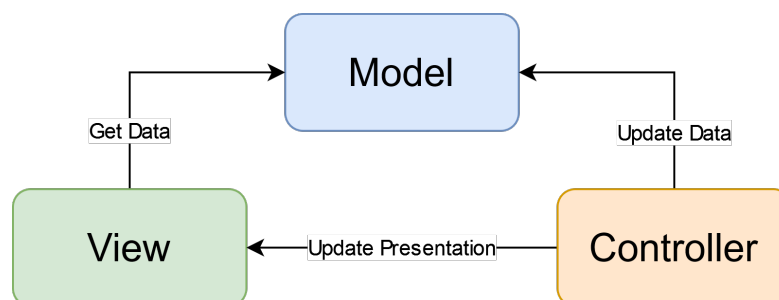 Model
Get Data
Update Data
View
Update Presentation
Controller